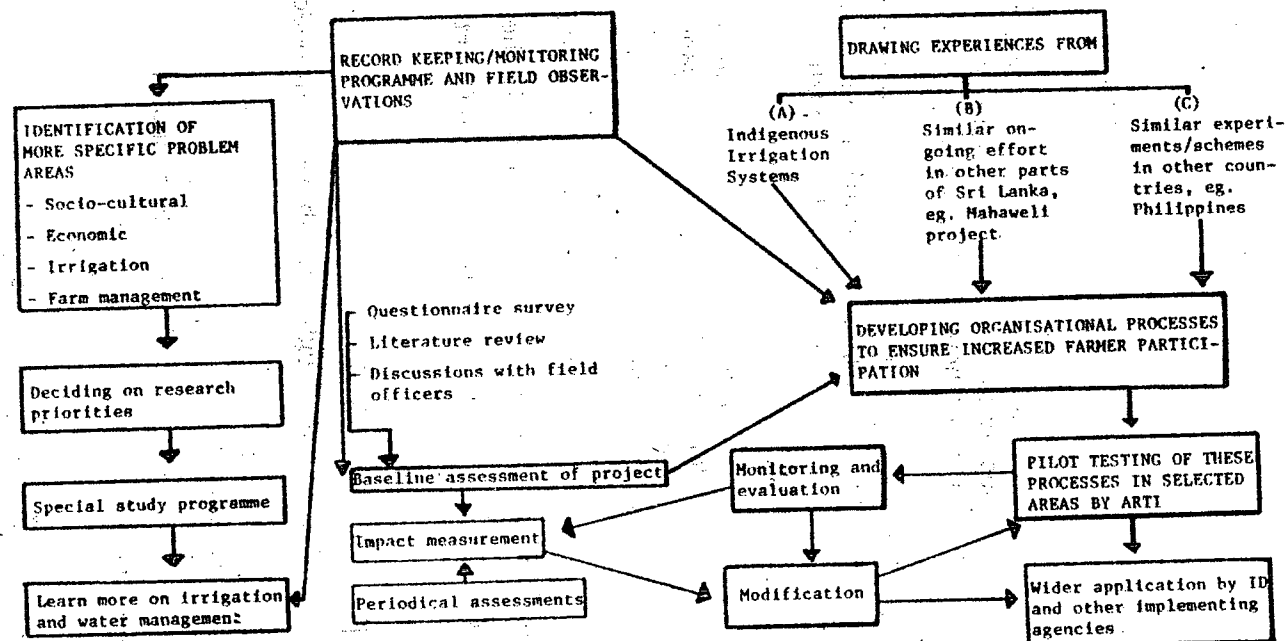 RECORD KEEPING/MONITORING
PROGRAMME AND FIELD OBSER-
VATIONS
DRAWING EXPERIENCES FROM
IDENTIFICATION OF
MORE SPECIFIC PROBLEM
AREAS
- Socio-cultural
- Economic
- Irrigation
- Farm management
(A)
Indigenous
Irrigation
Systems
(B)
Similar on-
going effort
in other parts
of Sri Lanka,
eg. Mahaweli
project
(C)
Similar experi-
ments/schemes
in other coun-
tries, eg.
Philippines
- Questionnaire survey
- Literature review
- Discussions with field
officers
DEVELOPING ORGANISATIONAL PROCESSES
TO ENSURE INCREASED FARMER PARTICI-
PATION
Deciding on research
priorities
Baseline assessment of project
Monitoring and
evaluation
PILOT TESTING OF THESE
PROCESSES IN SELECTED
AREAS BY ARTI
Special study programme
Impact measurement
Learn more on irrigation
and water management
Periodical assessments
Modification
Wider application by ID
and other implementing
agencies